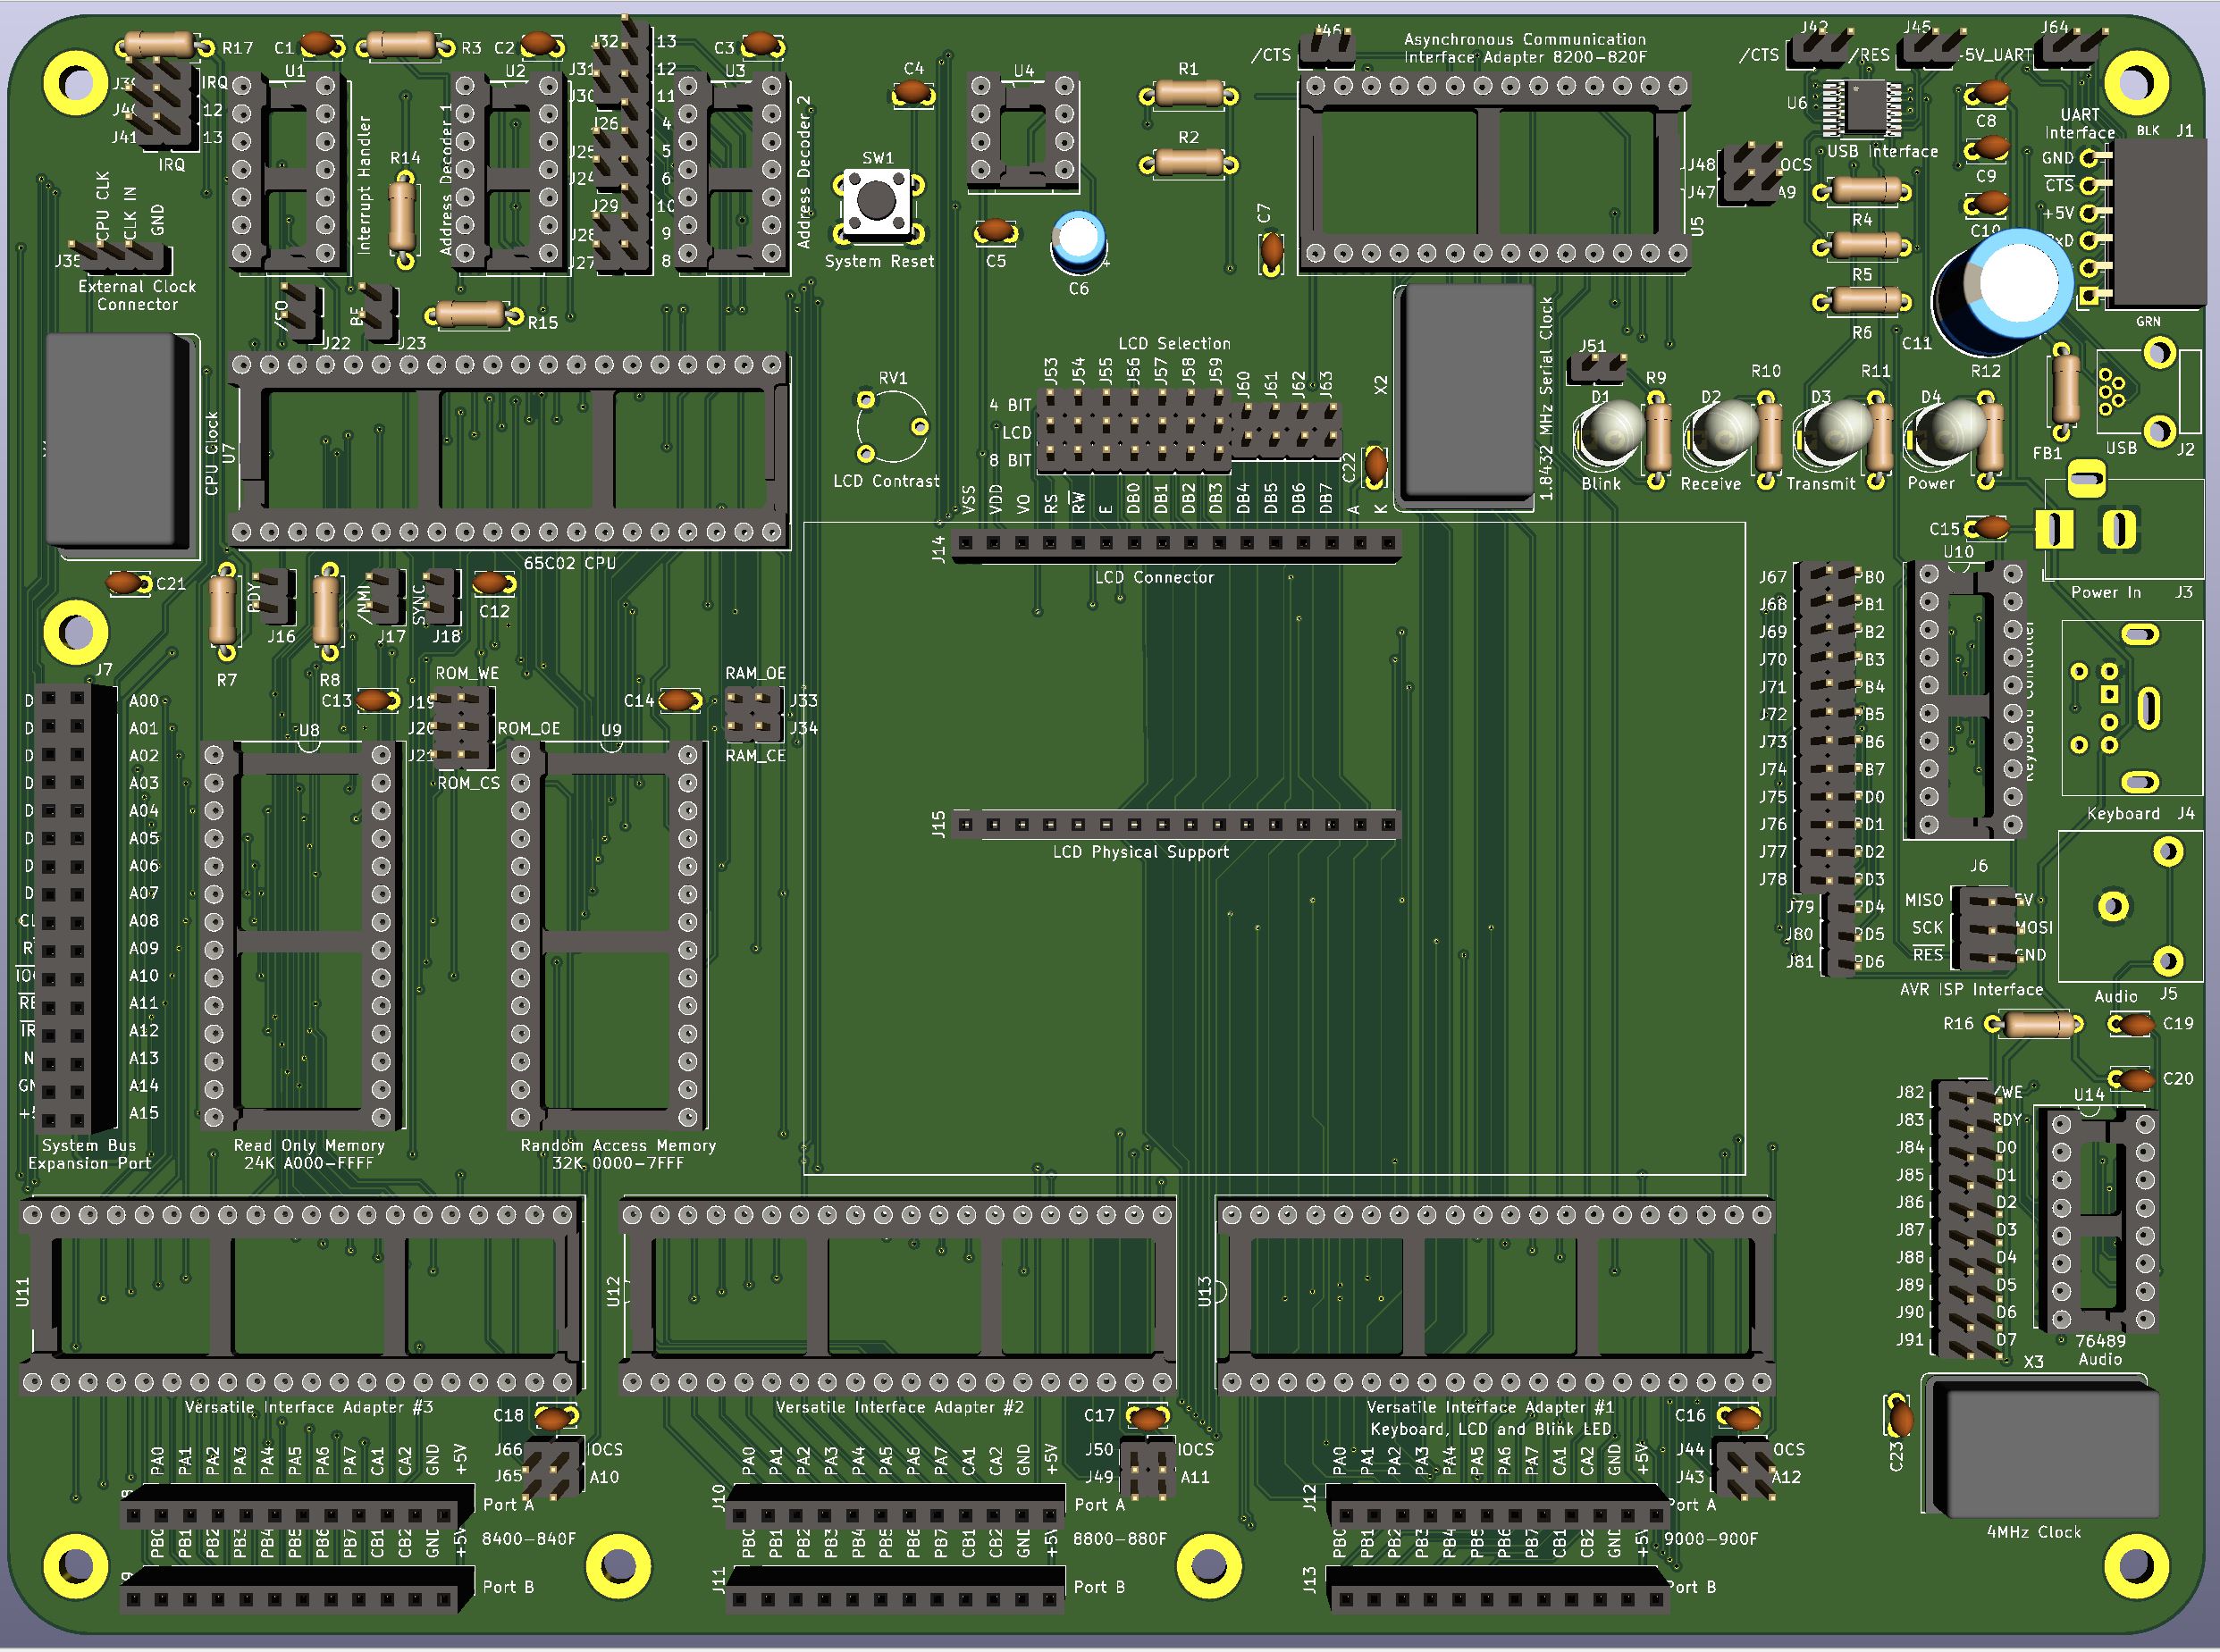 R17
C1
R3
C2
J32
13
C3
J46
/CTS
Asynchronous Communication
Interface Adapter 8200-820F
J42
/CTS
J45
/RES
J64
-5V_UART
IRQ
U1
U2
J31
12
U3
C4
U4
R1
U6
C8
UART
Interface
BLK
J1
J30
11
12
J41
13
IRQ
Interrupt Handler
Address Decoder 1
Address Decoder 2
J26
4
J25
5
J24
6
J29
10
J28
9
J27
8
R14
SW1
System Reset
R2
C5
C6
C7
U5
J48
OCS
J47
A9
USB Interface
R4
R5
R6
C9
C10
C11
GND
CTS
+5V
GRN
CPU CLK
CLK IN
GND
J35
External Clock
Connector
J22
BE
J23
R15
CPU Clock
U7
65C02 CPU
RV1
LCD Contrast
LCD Selection
J53
J54
J55
J56
J57
J58
J59
J60
J61
J62
J63
4 BIT
LCD
8 BIT
VSS
VDD
VO
RS
RW
E
DB0
DB1
DB2
DB3
DB4
DB5
DB6
DB7
A
K
C22
X2
1.8432 MHz Serial Clock
J51
R9
R10
R11
R12
D1
D2
D3
D4
Blink
Receive
Transmit
Power
FB1
USB
J2
C15
U10
Power In
J3
J14
LCD Connector
C21
RDY
J16
/NMI
J17
SYNC
J18
C12
R7
R8
J7
C13
ROM_WE
J19
J20
ROM_OE
J21
ROM_CS
C14
RAM_OE
J33
J34
RAM_CE
U8
U9
A00
A01
A02
A03
A04
A05
A06
A07
A08
A09
A10
A11
A12
A13
A14
A15
System Bus
Expansion Port
Read Only Memory
24K A000-FFFF
Random Access Memory
32K 0000-7FFF
J15
LCD Physical Support
J67
PB0
J68
PB1
J69
PB2
J70
PB3
J71
PB4
J72
PB5
J73
PB6
J74
PB7
J75
PD0
J76
PD1
J77
PD2
J78
PD3
J79
PD4
J80
PD5
J81
PD6
Keyboard Controller
Keyboard
J4
J6
MISO
5V
SCK
MOSI
RES
GND
AVR ISP Interface
Audio
J5
R16
C19
C20
U14
J82
/WE
J83
RDY
J84
D0
J85
D1
J86
D2
J87
D3
J88
D4
J89
D5
J90
D6
J91
D7
76489
Audio
X3
C23
4MHz Clock
U11
Versatile Interface Adapter #3
U12
Versatile Interface Adapter #2
U13
Versatile Interface Adapter #1
Keyboard, LCD and Blink LED
C18
C17
C16
PA0
PA1
PA2
PA3
PA4
PA5
PA6
PA7
CA1
CA2
GND
+5V
J66
IOCS
J65
A10
Port A
PB0
PB1
PB2
PB3
PB4
PB5
PB6
PB7
CB1
CB2
GND
+5V
8400-840F
Port B
PA0
PA1
PA2
PA3
PA4
PA5
PA6
PA7
CA1
CA2
GND
+5V
J50
IOCS
J49
A11
J10
Port A
PB0
PB1
PB2
PB3
PB4
PB5
PB6
PB7
CB1
CB2
GND
+5V
8800-880F
J11
Port B
PA0
PA1
PA2
PA3
PA4
PA5
PA6
PA7
CA1
CA2
GND
+5V
J44
OCS
J43
A12
J12
Port A
PB0
PB1
PB2
PB3
PB4
PB5
PB6
PB7
CB1
CB2
GND
+5V
9000-900F
J13
Port B